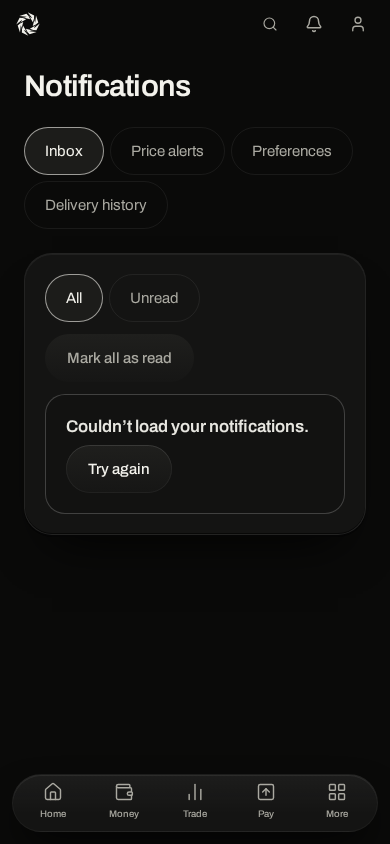 Notifications
Inbox
Price alerts
Preferences
Delivery history
All
Unread
Mark all as read
Couldn’t load your notifications.
Try again
Home
Money
Trade
Pay
More